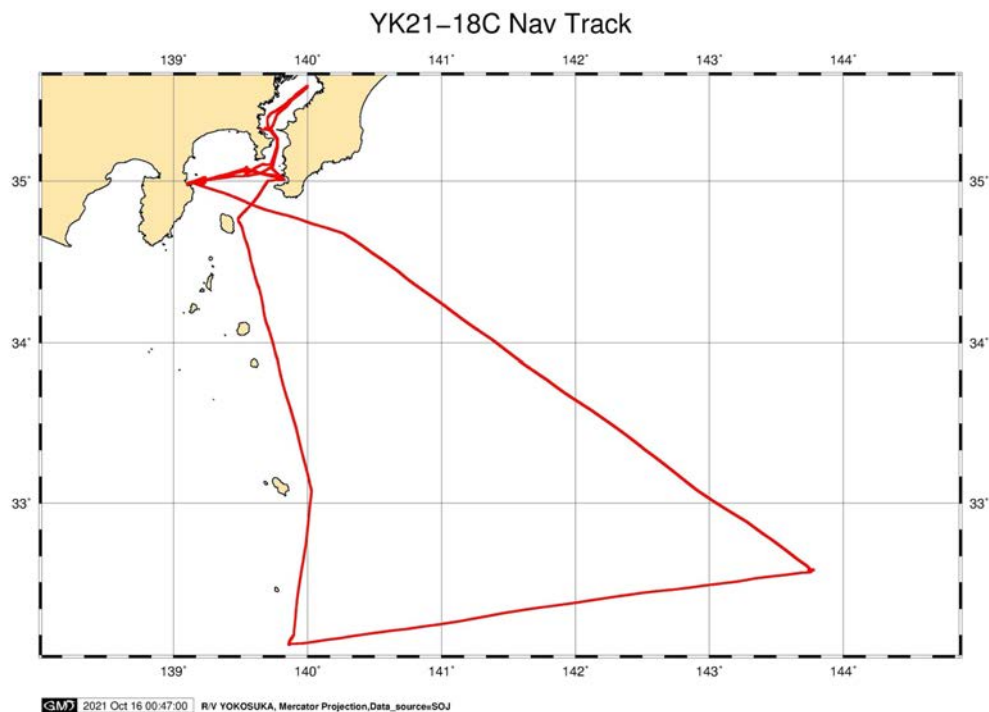 YK21–18C Nav Track
139° 140° 141° 142° 143° 144°
35° 35°
34° 34°
33° 33°
139° 140° 141° 142° 143° 144°
GMD 2021 Oct 16 00:47:00 R/V YOKOSUKA, Mercator Projection,Data_source=SOJ